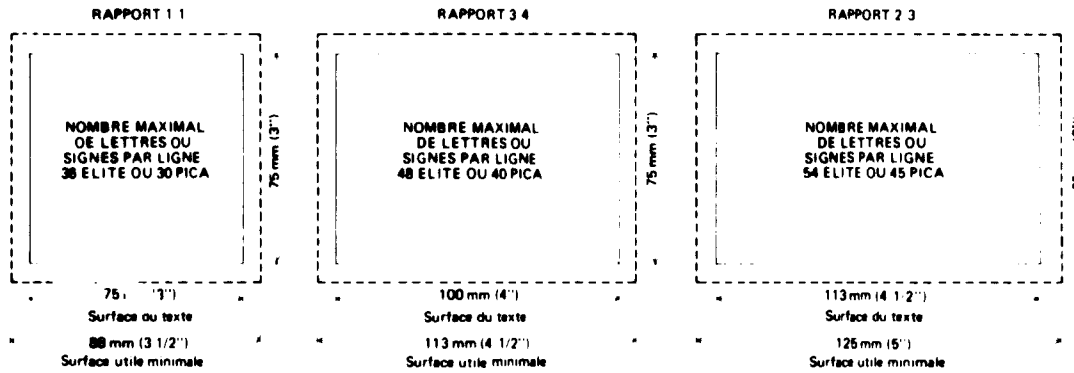 RAPPORT 1 1
NOMBRE MAXIMAL
DE LETTRES OU
SIGNES PAR LIGNE
38 ELITE OU 30 PICA
75 mm (3'')
75 (3'')
Surface du texte
88 mm (3 1/2'')
Surface utile minimale
RAPPORT 3 4
NOMBRE MAXIMAL
DE LETTRES OU
SIGNES PAR LIGNE
48 ELITE OU 40 PICA
75 mm (3'')
100 mm (4'')
Surface du texte
113 mm (4 1/2'')
Surface utile minimale
RAPPORT 2 3
NOMBRE MAXIMAL
DE LETTRES OU
SIGNES PAR LIGNE
54 ELITE OU 45 PICA
113 mm (4 1-2'')
Surface du texte
125 mm (5'')
Surface utile minimale